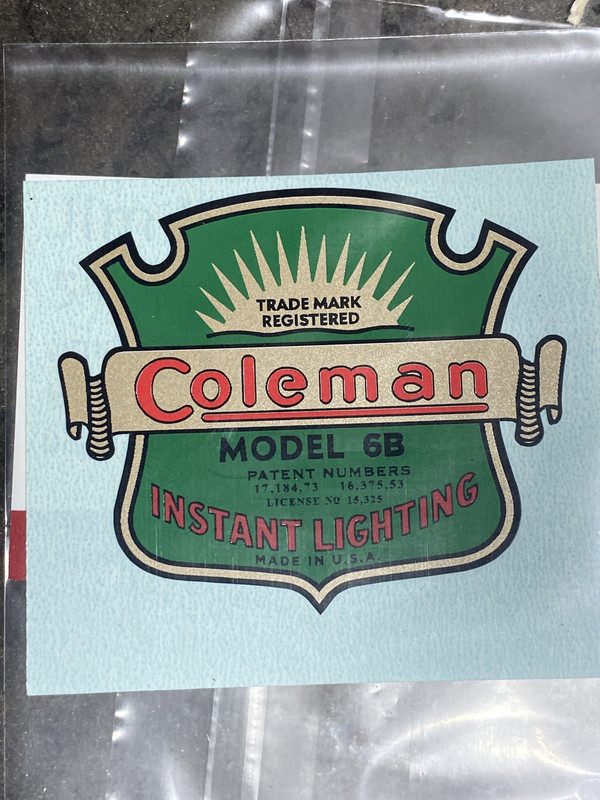 TRADE MARK
REGISTERED
Coleman
MODEL 6B
PATENT NUMBERS
17,184,73 16,375,53
LICENSE Nº 15,325
INSTANT LIGHTING
MADE IN U.S.A.